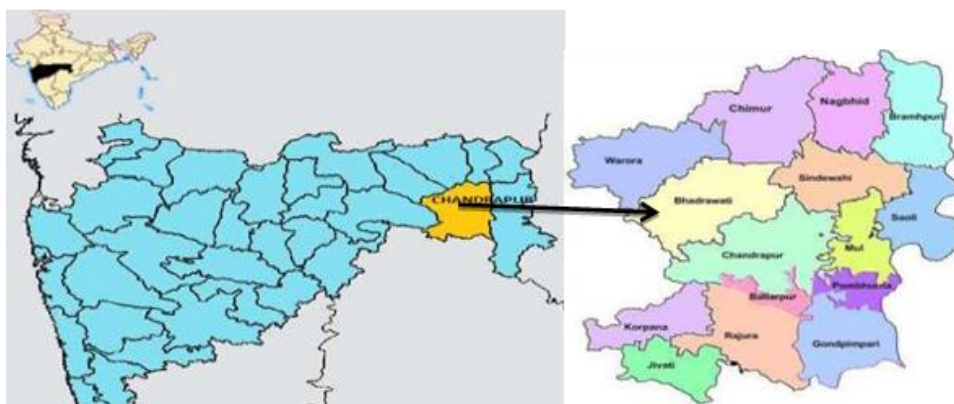 CHANDRAPUR
Chimur
Nagbhid
Bramhpuri
Warora
Sindewahi
Bhadrawati
Saoli
Mul
Chandrapur
Pombhurna
Ballarpur
Korpana
Rajura
Gondpimpari
Jivati